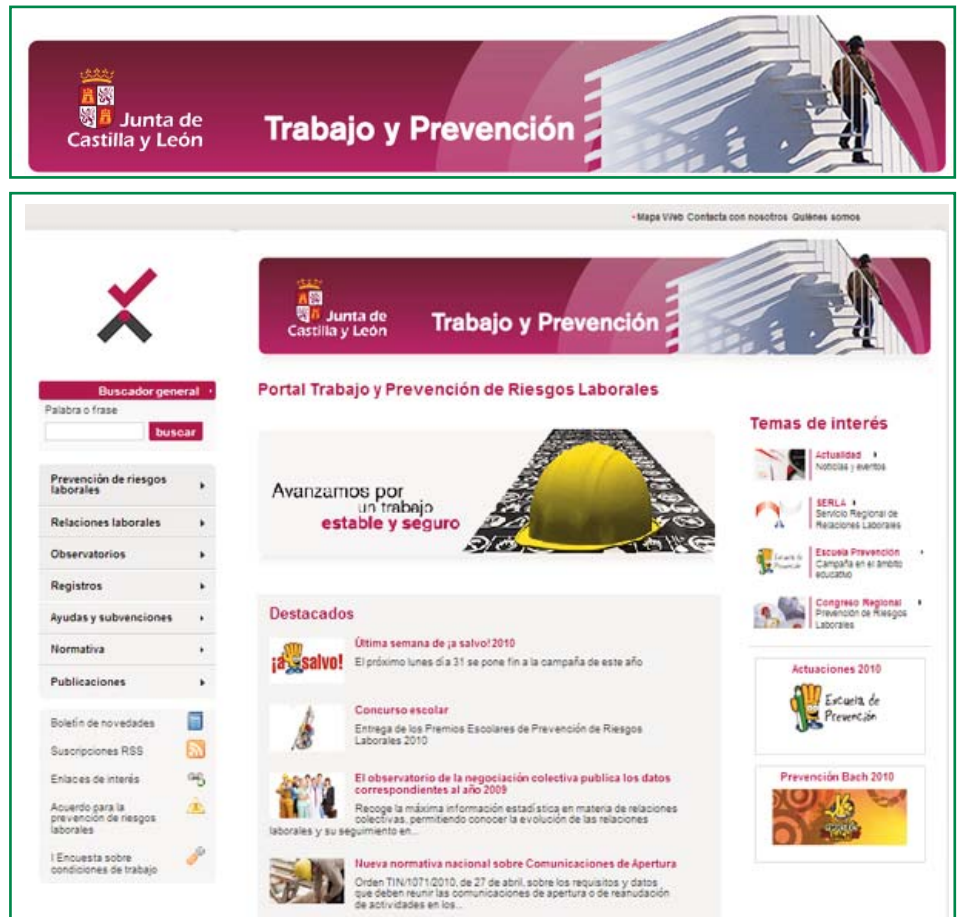 Junta de
Castilla y León
Trabajo y Prevención
Mapa Web Contacta con nosotros Quiénes somos
Junta de
Castilla y León
Trabajo y Prevención
Buscador general
Palabra o frase
buscar
Prevención de riesgos
laborales
Relaciones laborales
Observatorios
Registros
Ayudas y subvenciones
Normativa
Publicaciones
Boletín de novedades
Suscripciones RSS
Enlaces de interés
Acuerdo para la
prevención de riesgos
laborales
I Encuesta sobre
condiciones de trabajo
Portal Trabajo y Prevención de Riesgos Laborales
Avanzamos por
un trabajo
estable y seguro
Destacados
¡a salvo!
Última semana de ¡a salvo! 2010
El próximo lunes día 31 se pone fin a la campaña de este año
Concurso escolar
Entrega de los Premios Escolares de Prevención de Riesgos
Laborales 2010
El observatorio de la negociación colectiva publica los datos
correspondientes al año 2009
Recoge la máxima información estadística en materia de relaciones
colectivas, permitiendo conocer la evolución de las relaciones
laborales y su seguimiento en...
Nueva normativa nacional sobre Comunicaciones de Apertura
Orden TIN/1071/2010, de 27 de abril, sobre los requisitos y datos
que deben reunir las comunicaciones de apertura o de reanudación
de actividades en los...
Temas de interés
Actualidad
Noticias y eventos
SERLA
Servicio Regional de
Relaciones Laborales
Escuela de
Prevención
Escuela Prevención
Campaña en el ámbito
educativo
Congreso Regional
Prevención de Riesgos
Laborales
Actuaciones 2010
Escuela de
Prevención
Prevención Bach 2010